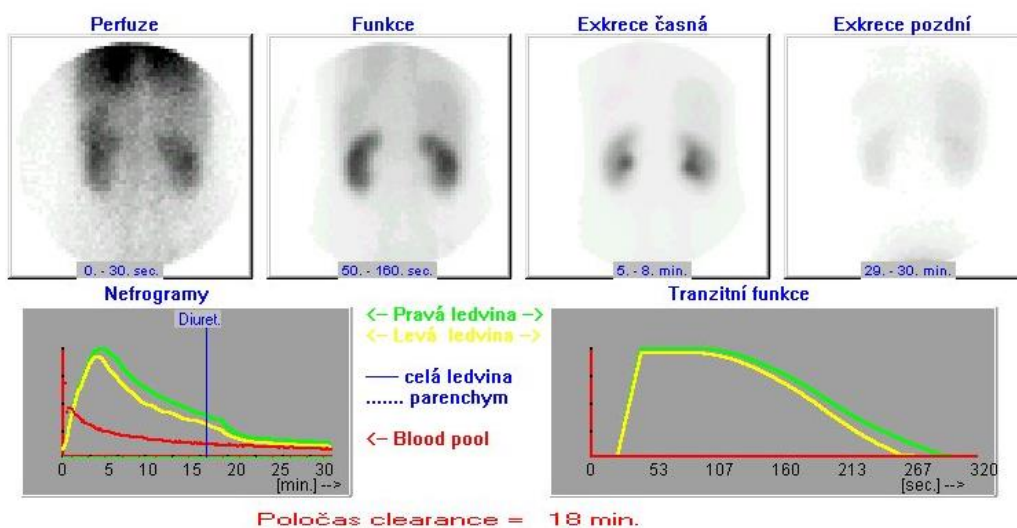 Perfuze
Funkce
Exkrece časná
Exkrece pozdní
0. - 30. sec.
50. - 160. sec.
5. - 8. min.
29. - 30. min.
Nefrogramy
Tranzitní funkce
Diuret.
<-- Pravá ledvina -->
<-- Levá ledvina -->
—— celá ledvina
....... parenchym
<-- Blood pool
0 5 10 15 20 25 30
[min.] -->
0 53 107 160 213 267 320
[sec.] -->
Poločas clearance = 18 min.